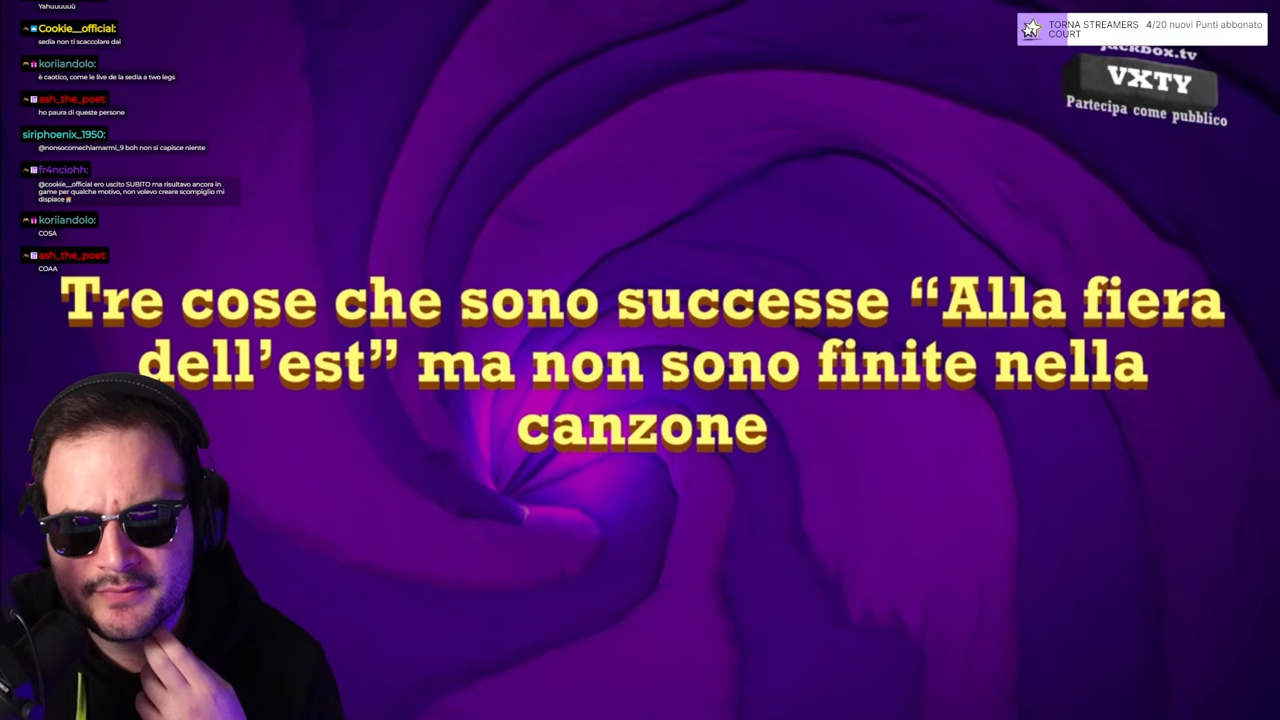 Yahuuuuuù
Cookie__official:
sedia non ti scaccolare dai
koriiandolo:
è caotico, come le live de la sedia a two legs
ash_the_poet:
ho paura di queste persone
siriphoenix_1950:
@nonsocomechiamarmi_9 boh non si capisce niente
fr4nciohh:
@cookie__official ero uscito SUBITO ma risultavo ancora in
game per qualche motivo, non volevo creare scompiglio mi
dispiace
koriiandolo:
COSA
ash_the_poet:
COAA
TORNA STREAMERS COURT 4/20 nuovi Punti abbonato
jackbox.tv
VXTY
Partecipa come pubblico
Tre cose che sono successe “Alla fiera
dell’est” ma non sono finite nella
canzone